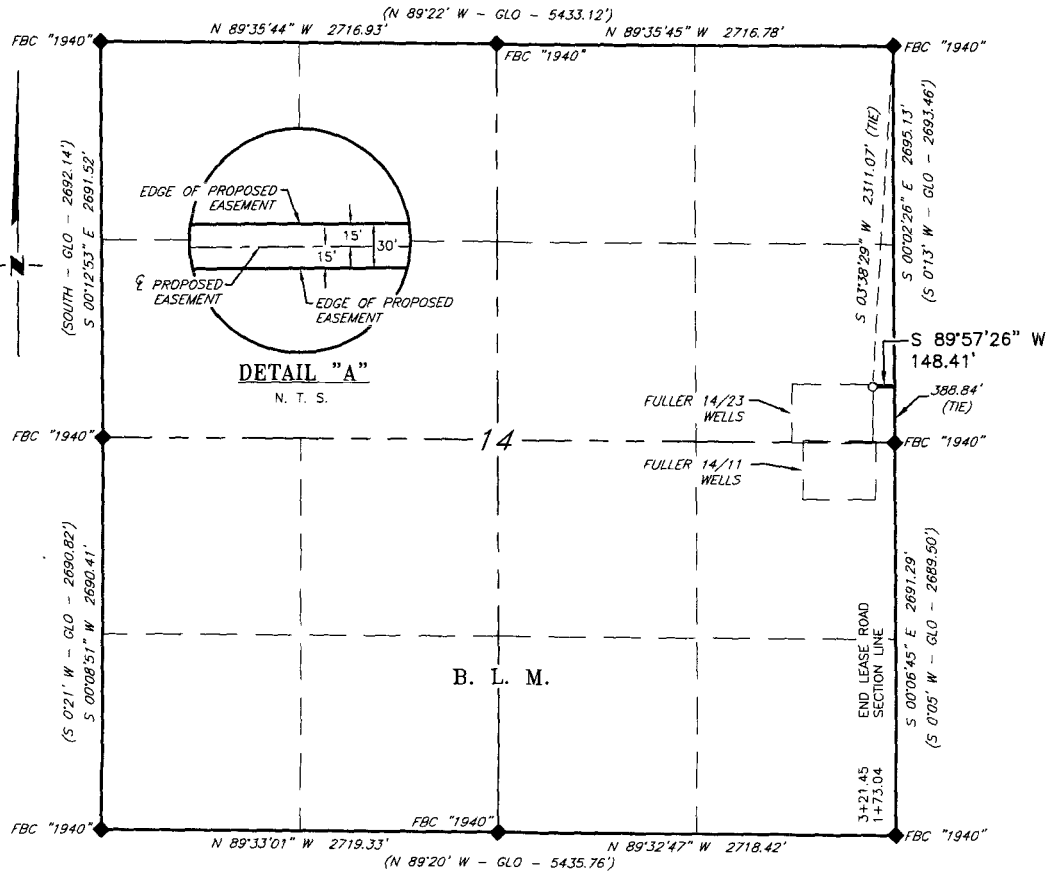 (N 89°22' W - GLO - 5433.12')
N 89°35'44" W 2716.93'
N 89°35'45" W 2716.78'
FBC "1940"
FBC "1940"
FBC "1940"
(SOUTH - GLO - 2692.14')
S 00°12'53" E 2691.52'
S 03°38'29" W 2311.07' (TIE)
S 00°02'26" E 2695.13'
(S 0°13' W - GLO - 2693.46')
EDGE OF PROPOSED
EASEMENT
15'
15'
30'
℄ PROPOSED
EASEMENT
EDGE OF PROPOSED
EASEMENT
DETAIL "A"
N. T. S.
N
S 89°57'26" W
148.41'
388.84'
(TIE)
FULLER 14/23
WELLS
FBC "1940"
14
FBC "1940"
FULLER 14/11
WELLS
(S 0°21' W - GLO - 2690.82')
S 00°08'51" W 2690.41'
B. L. M.
END LEASE ROAD
SECTION LINE
3+21.45
1+73.04
S 00°06'45" E 2691.29'
(S 0°05' W - GLO - 2689.50')
FBC "1940"
FBC "1940"
FBC "1940"
N 89°33'01" W 2719.33'
N 89°32'47" W 2718.42'
(N 89°20' W - GLO - 5435.76')